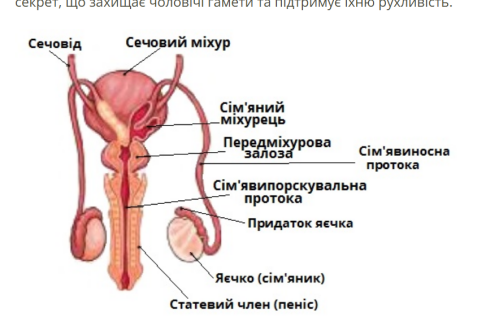 секрет, що захищає чоловічі гамети та підтримує їхню рухливість.
Сечовід
Сечовий міхур
Сім'яний
міхурець
Передміхурова
залоза
Сім'явиносна
протока
Сім'явипорскувальна
протока
Придаток яєчка
Яєчко (сім'яник)
Статевий член (пеніс)